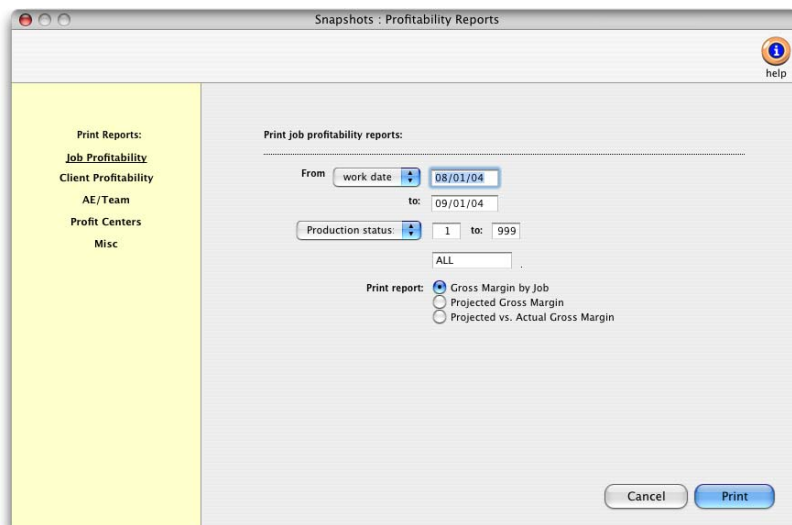 Snapshots : Profitability Reports
help
Print Reports:
Job Profitability
Client Profitability
AE/Team
Profit Centers
Misc
Print job profitability reports:
From work date 08/01/04
to: 09/01/04
Production status: 1 to: 999
ALL .
Print report: Gross Margin by Job
Projected Gross Margin
Projected vs. Actual Gross Margin
Cancel Print